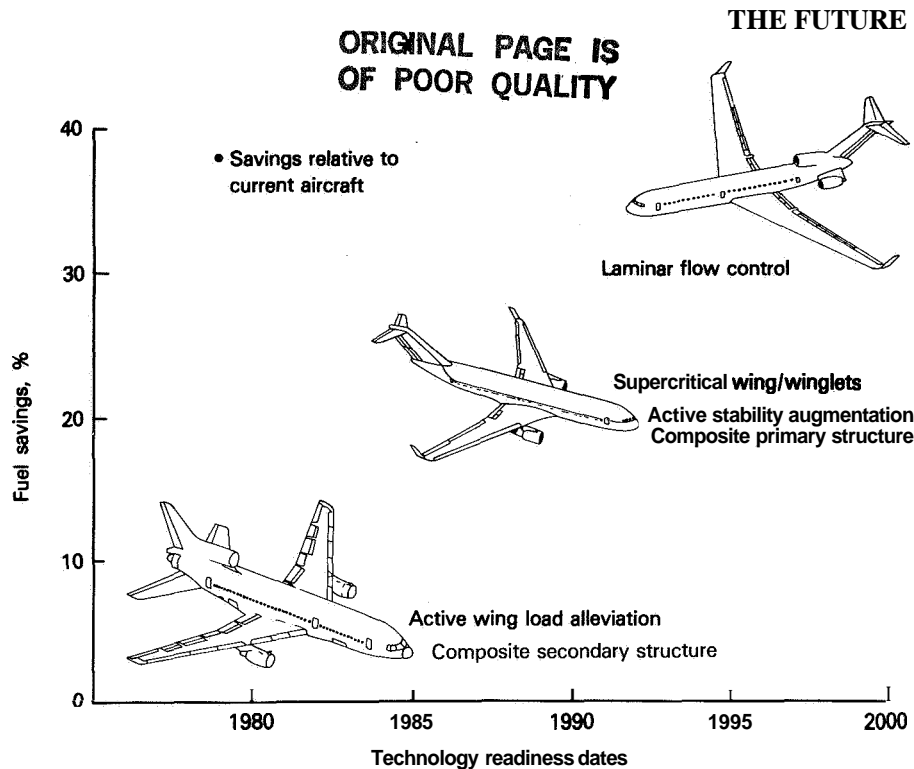 THE FUTURE
ORIGINAL PAGE IS
OF POOR QUALITY
40
• Savings relative to
current aircraft
Laminar flow control
30
Fuel savings, %
Supercritical wing/winglets
Active stability augmentation
Composite primary structure
20
10
Active wing load alleviation
Composite secondary structure
0
1980
1985
1990
1995
2000
Technology readiness dates